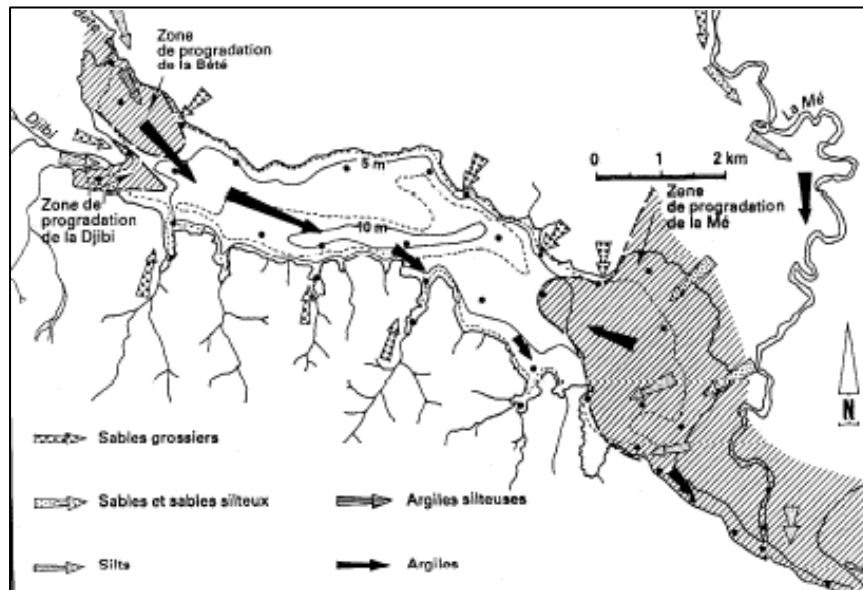 Bété
Zone
de progradation
de la Bété
Djibi
Zone de
progradation
de la Djibi
5 m
10 m
La Mé
0 1 2 km
Zone
de progradation
de la Mé
N
Sables grossiers
Sables et sables silteux
Argiles silteuses
Silts
Argiles